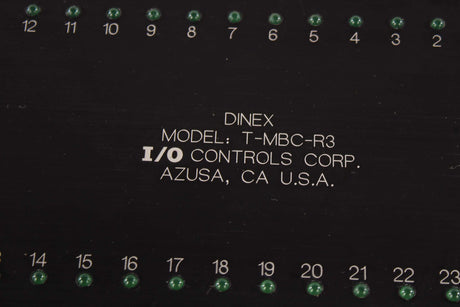 12 11 10 9 8 7 6 5 4 3 2
DINEX
MODEL: T-MBC-R3
I/O CONTROLS CORP.
AZUSA, CA U.S.A.
14 15 16 17 18 19 20 21 22 23